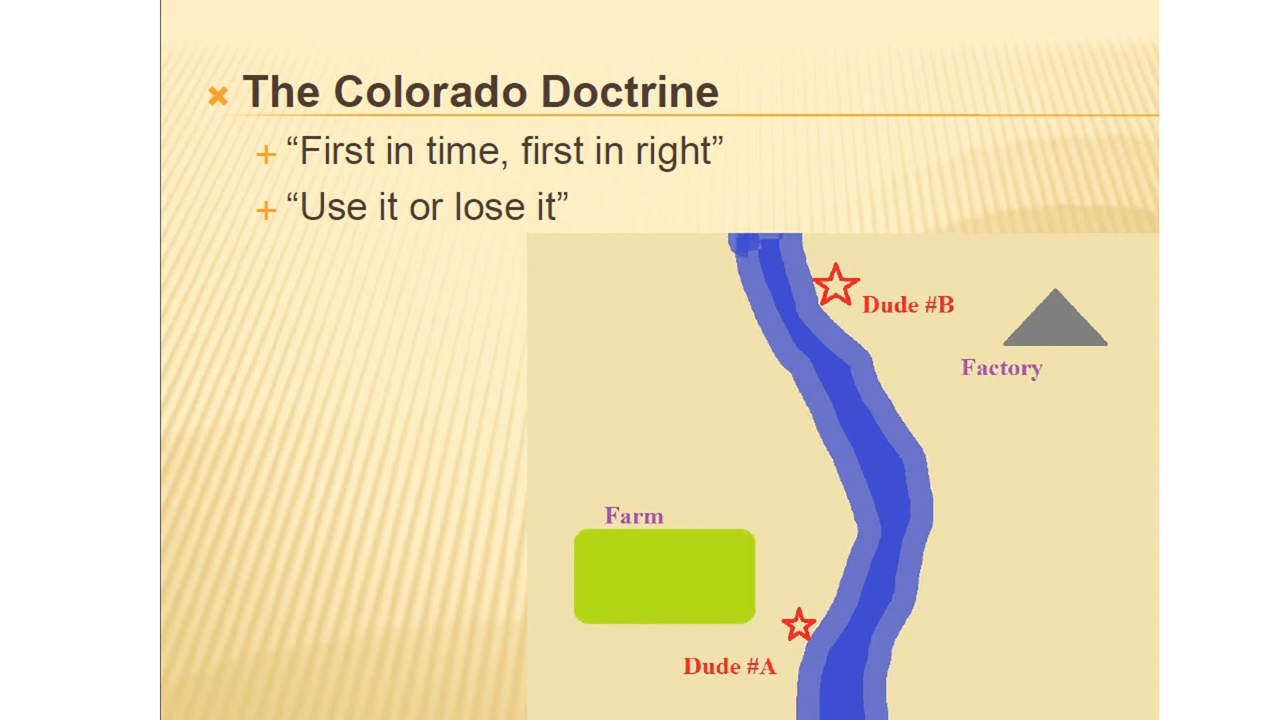 The Colorado Doctrine
“First in time, first in right”
“Use it or lose it”
Dude #B
Factory
Farm
Dude #A